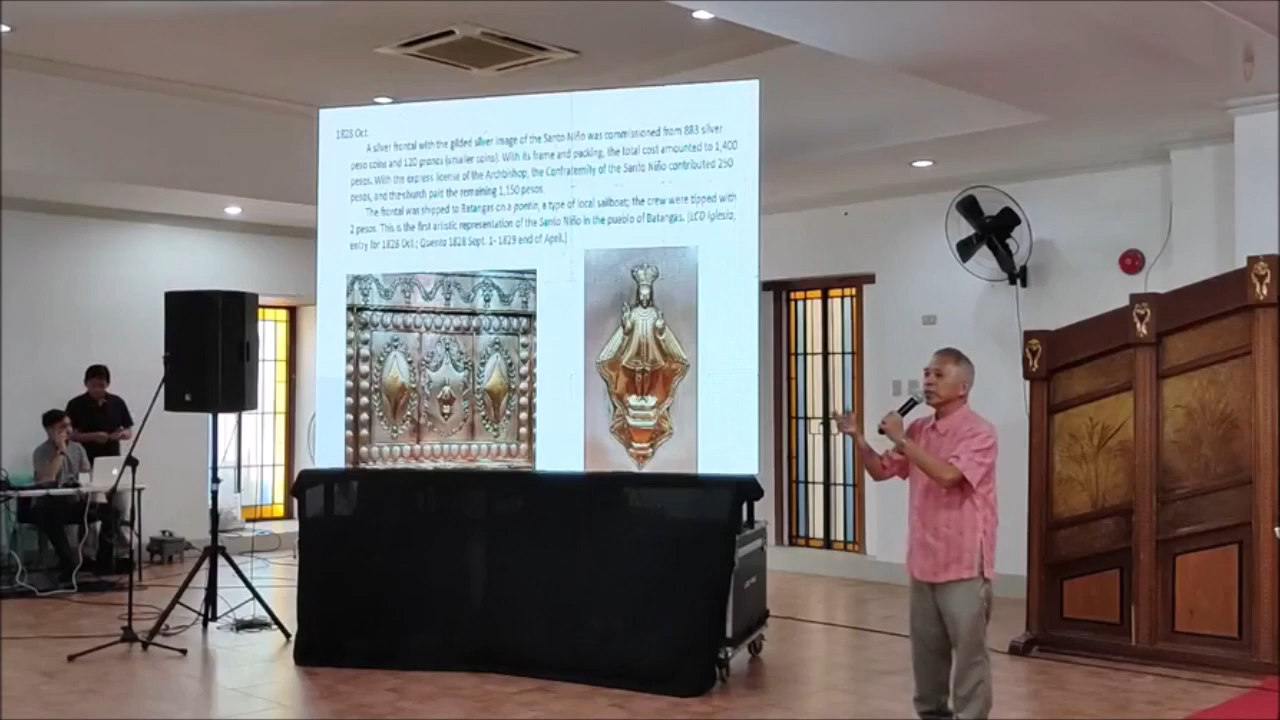 1828 Oct.
A silver frontal with the gilded silver image of the Santo Niño was commissioned from 883 silver
peso coins and 120 granos (smaller coins). With its frame and packing, the total cost amounted to 1,400
pesos. With the express license of the Archbishop, the Confraternity of the Santo Niño contributed 250
pesos, and the church paid the remaining 1,150 pesos.
The frontal was shipped to Batangas on a pontin, a type of local sailboat; the crew were tipped with
2 pesos. This is the first artistic representation of the Santo Niño in the pueblo of Batangas. [LCD Iglesia,
entry for 1828 Oct.; Quenta 1828 Sept. 1- 1829 end of April.]